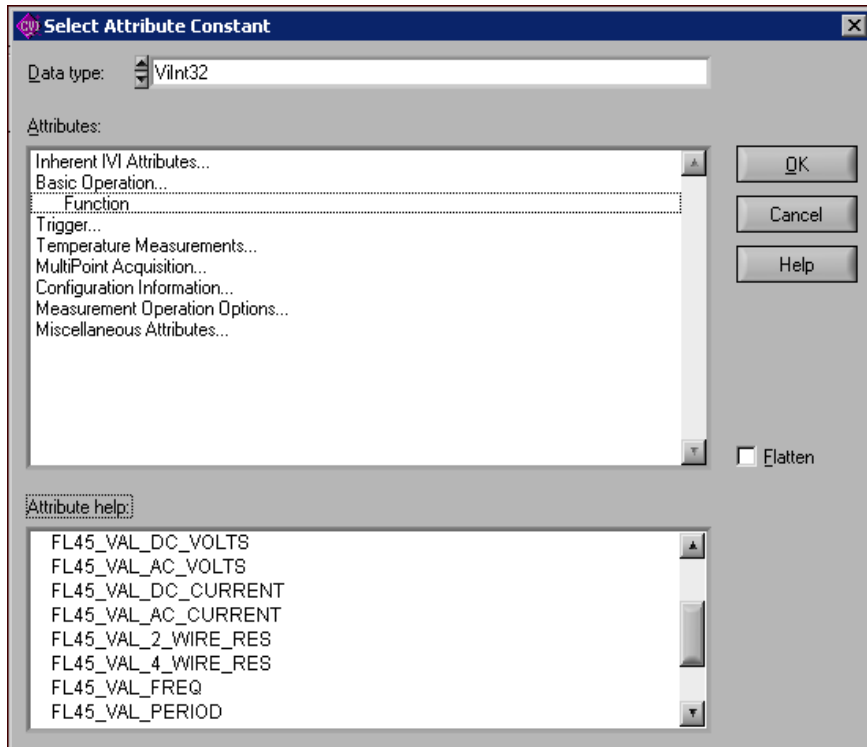 CVI Select Attribute Constant
Data type: ViInt32
Attributes:
Inherent IVI Attributes...
Basic Operation...
Function
Trigger...
Temperature Measurements...
MultiPoint Acquisition...
Configuration Information...
Measurement Operation Options...
Miscellaneous Attributes...
OK
Cancel
Help
Flatten
Attribute help:
FL45_VAL_DC_VOLTS
FL45_VAL_AC_VOLTS
FL45_VAL_DC_CURRENT
FL45_VAL_AC_CURRENT
FL45_VAL_2_WIRE_RES
FL45_VAL_4_WIRE_RES
FL45_VAL_FREQ
FL45_VAL_PERIOD